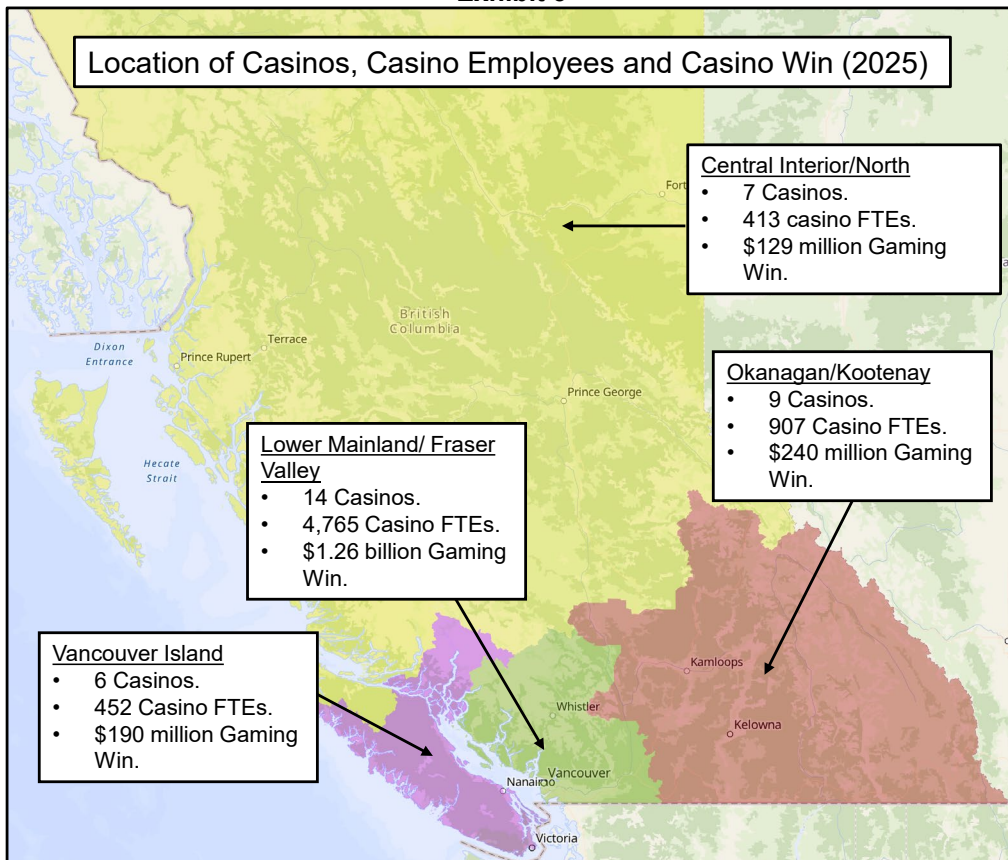 Location of Casinos, Casino Employees and Casino Win (2025)
Central Interior/North
• 7 Casinos.
• 413 casino FTEs.
• $129 million Gaming
Win.
Fort
British
Columbia
Dixon
Entrance
Terrace
Prince Rupert
Prince George
Okanagan/Kootenay
• 9 Casinos.
• 907 Casino FTEs.
• $240 million Gaming
Win.
Lower Mainland/ Fraser
Valley
• 14 Casinos.
• 4,765 Casino FTEs.
• $1.26 billion Gaming
Win.
Hecate
Strait
Vancouver Island
• 6 Casinos.
• 452 Casino FTEs.
• $190 million Gaming
Win.
Kamloops
Whistler
Kelowna
Vancouver
Nanaimo
Victoria